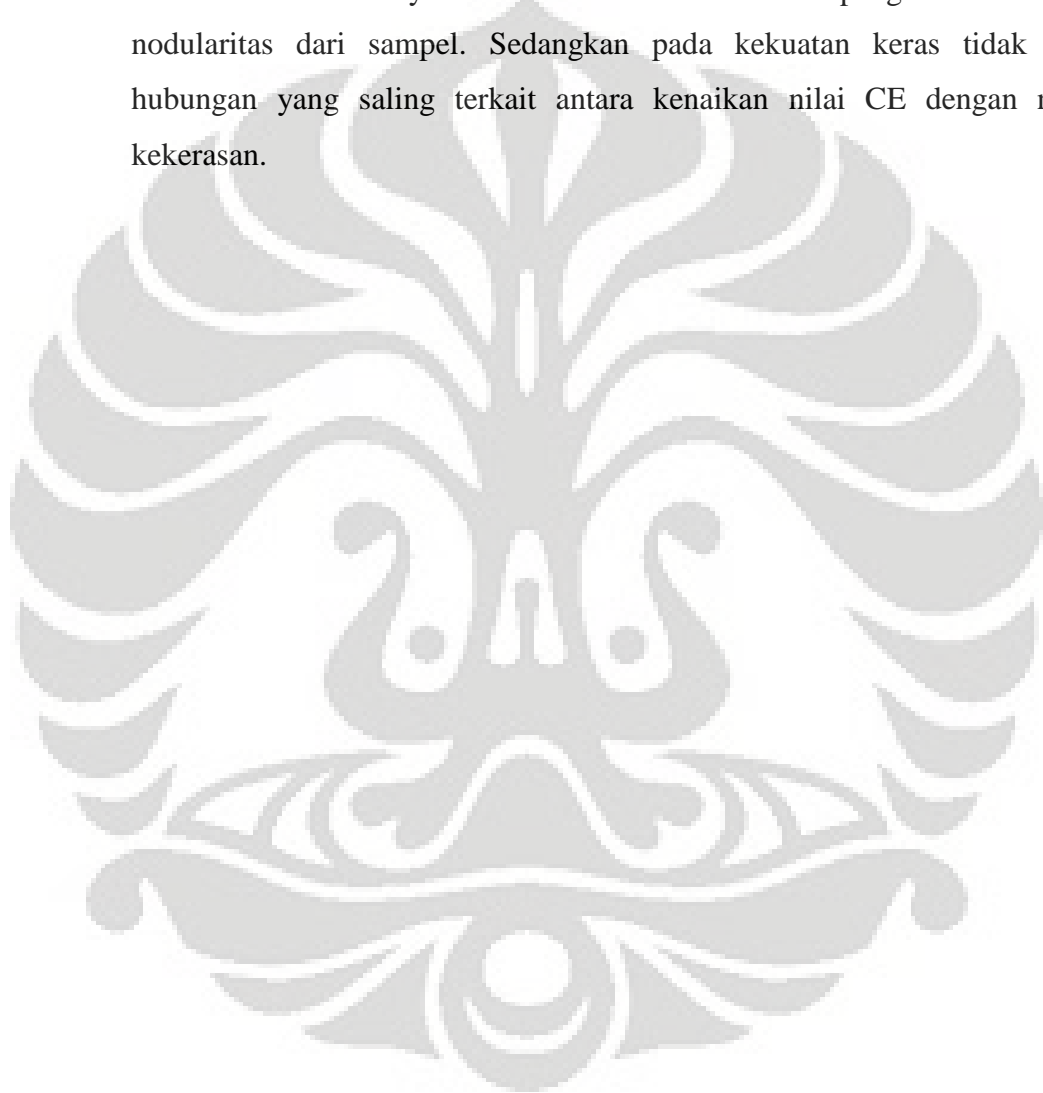 nodularitas dari sampel. Sedangkan pada kekuatan keras tidak
hubungan yang saling terkait antara kenaikan nilai CE dengan
kekerasan.